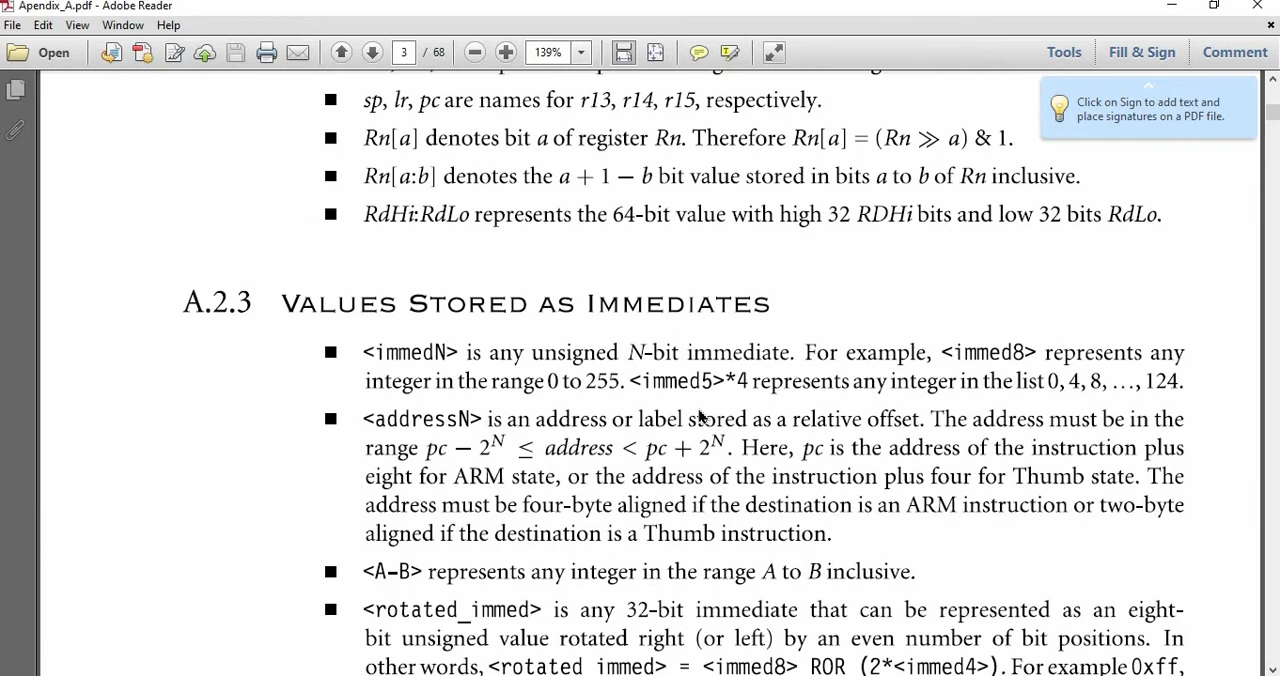 Apendix_A.pdf - Adobe Reader
File Edit View Window Help
Open 3 / 68 139% Tools Fill & Sign Comment
Click on Sign to add text and
place signatures on a PDF file.
■ sp, lr, pc are names for r13, r14, r15, respectively.
■ Rn[a] denotes bit a of register Rn. Therefore Rn[a] = (Rn ≫ a) & 1.
■ Rn[a:b] denotes the a + 1 − b bit value stored in bits a to b of Rn inclusive.
■ RdHi:RdLo represents the 64-bit value with high 32 RDHi bits and low 32 bits RdLo.
A.2.3 VALUES STORED AS IMMEDIATES
■ <immedN> is any unsigned N-bit immediate. For example, <immed8> represents any
integer in the range 0 to 255. <immed5>*4 represents any integer in the list 0, 4, 8, ..., 124.
■ <addressN> is an address or label stored as a relative offset. The address must be in the
range pc − 2^N ≤ address < pc + 2^N. Here, pc is the address of the instruction plus
eight for ARM state, or the address of the instruction plus four for Thumb state. The
address must be four-byte aligned if the destination is an ARM instruction or two-byte
aligned if the destination is a Thumb instruction.
■ <A–B> represents any integer in the range A to B inclusive.
■ <rotated_immed> is any 32-bit immediate that can be represented as an eight-
bit unsigned value rotated right (or left) by an even number of bit positions. In
other words, <rotated_immed> = <immed8> ROR (2*<immed4>). For example 0xff,